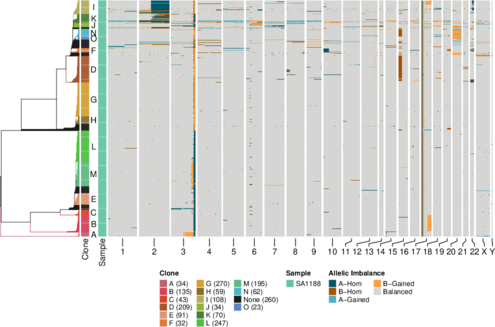 I
K
J
N
O
F
D
G
H
L
M
E
C
B
A
Clone
Sample
1
2
3
4
5
6
7
8
9
10
11
12
13
14
15
16
17
18
19
20
21
22
X
Y
Clone
A (34)
B (135)
C (43)
D (209)
E (91)
F (32)
G (270)
H (59)
I (108)
J (34)
K (70)
L (247)
M (195)
N (62)
None (260)
O (23)
Sample
SA1188
Allelic Imbalance
A–Hom
B–Hom
A–Gained
B–Gained
Balanced